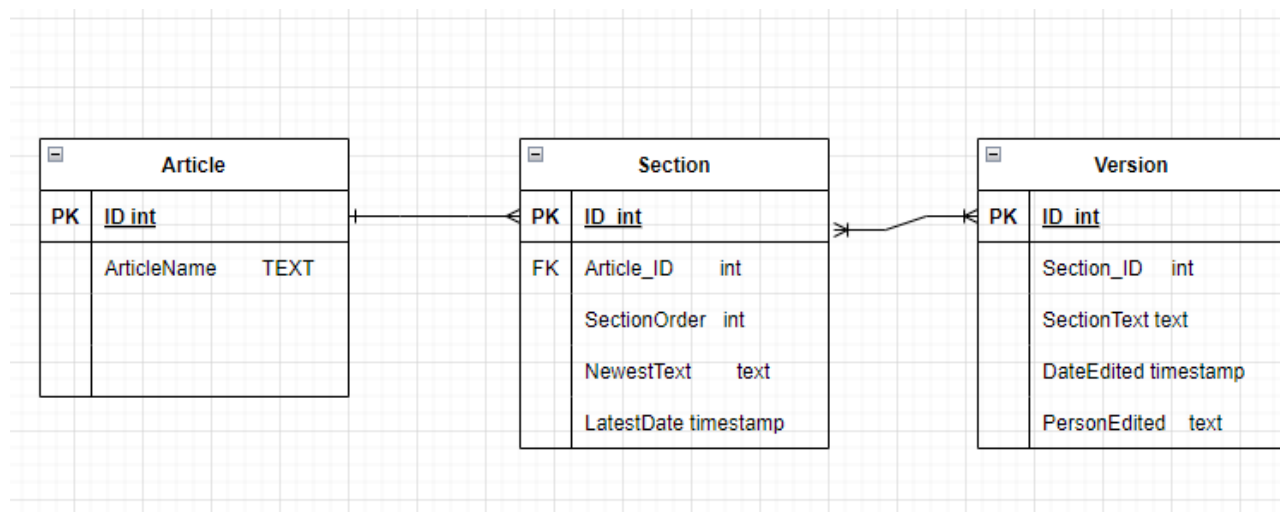 Article
PK ID int
ArticleName TEXT
Section
PK ID int
FK Article_ID int
SectionOrder int
NewestText text
LatestDate timestamp
Version
PK ID int
Section_ID int
SectionText text
DateEdited timestamp
PersonEdited text